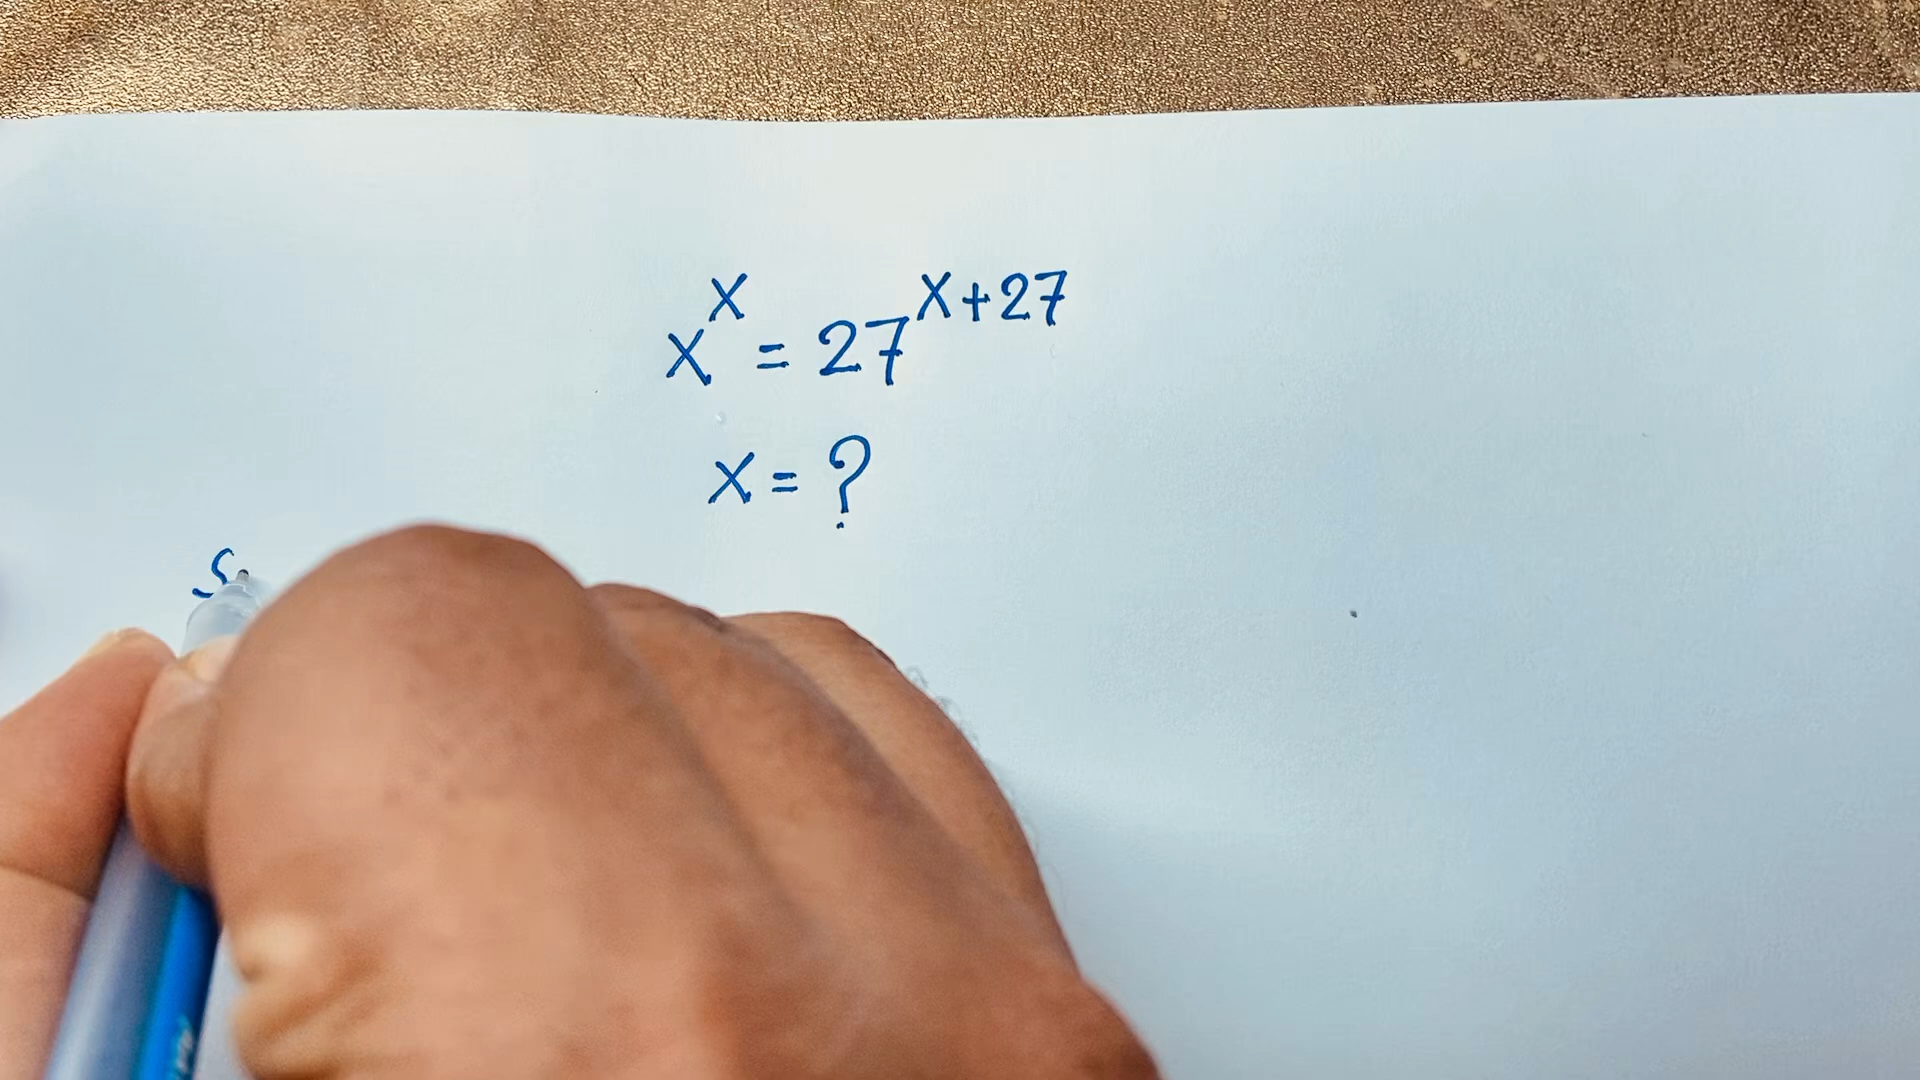 x^x = 27^{x+27}
x = ?
S